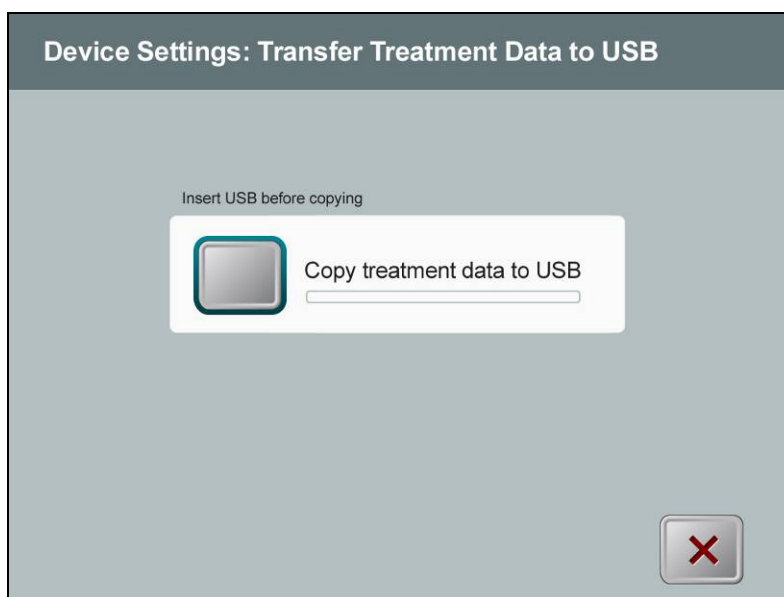 Device Settings: Transfer Treatment Data to USB
Insert USB before copying
Copy treatment data to USB